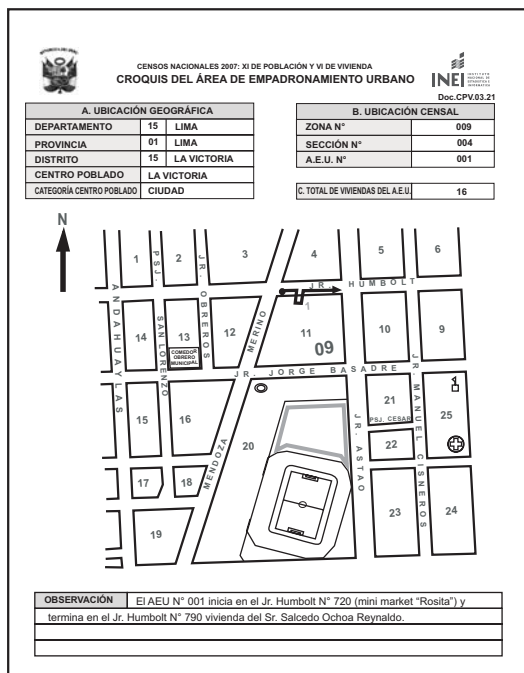 CENSOS NACIONALES 2007: XI DE POBLACIÓN Y VI DE VIVIENDA
CROQUIS DEL ÁREA DE EMPADRONAMIENTO URBANO
INEI
Doc.CPV.03.21
A. UBICACIÓN GEOGRÁFICA
DEPARTAMENTO 15 LIMA
PROVINCIA 01 LIMA
DISTRITO 15 LA VICTORIA
CENTRO POBLADO LA VICTORIA
CATEGORÍA CENTRO POBLADO CIUDAD
B. UBICACIÓN CENSAL
ZONA N° 009
SECCIÓN N° 004
A.E.U. N° 001
C. TOTAL DE VIVIENDAS DEL A.E.U. 16
N
1
PSJ. SAN LORENZO
2
JR. OBREROS
3
4
5
6
JR. HUMBOLT
1
ANDAHUAYLAS
14
13
COMEDOR
OBRERO
MUNICIPAL
12
MERINO
11
09
10
9
JR. JORGE BASADRE
15
16
MENDOZA
20
JR. ASTAO
21
PSJ. CESAR
22
JR. MANUEL CISNEROS
25
17
18
19
23
24
OBSERVACIÓN El AEU N° 001 inicia en el Jr. Humbolt N° 720 (mini market “Rosita”) y
termina en el Jr. Humbolt N° 790 vivienda del Sr. Salcedo Ochoa Reynaldo.